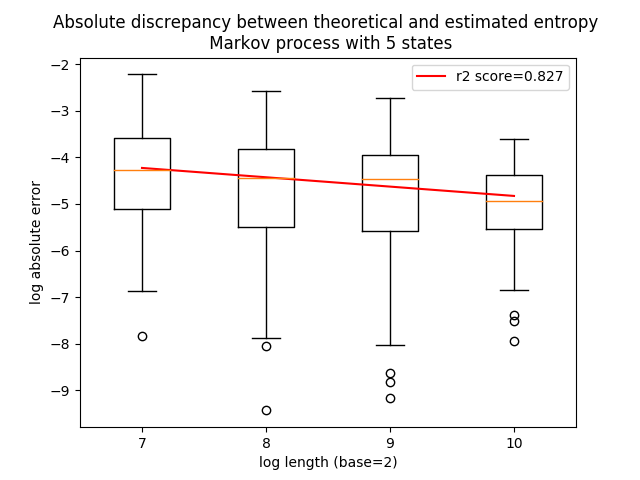 Absolute discrepancy between theoretical and estimated entropy
Markov process with 5 states
r2 score=0.827
log absolute error
−2
−3
−4
−5
−6
−7
−8
−9
7 8 9 10
log length (base=2)